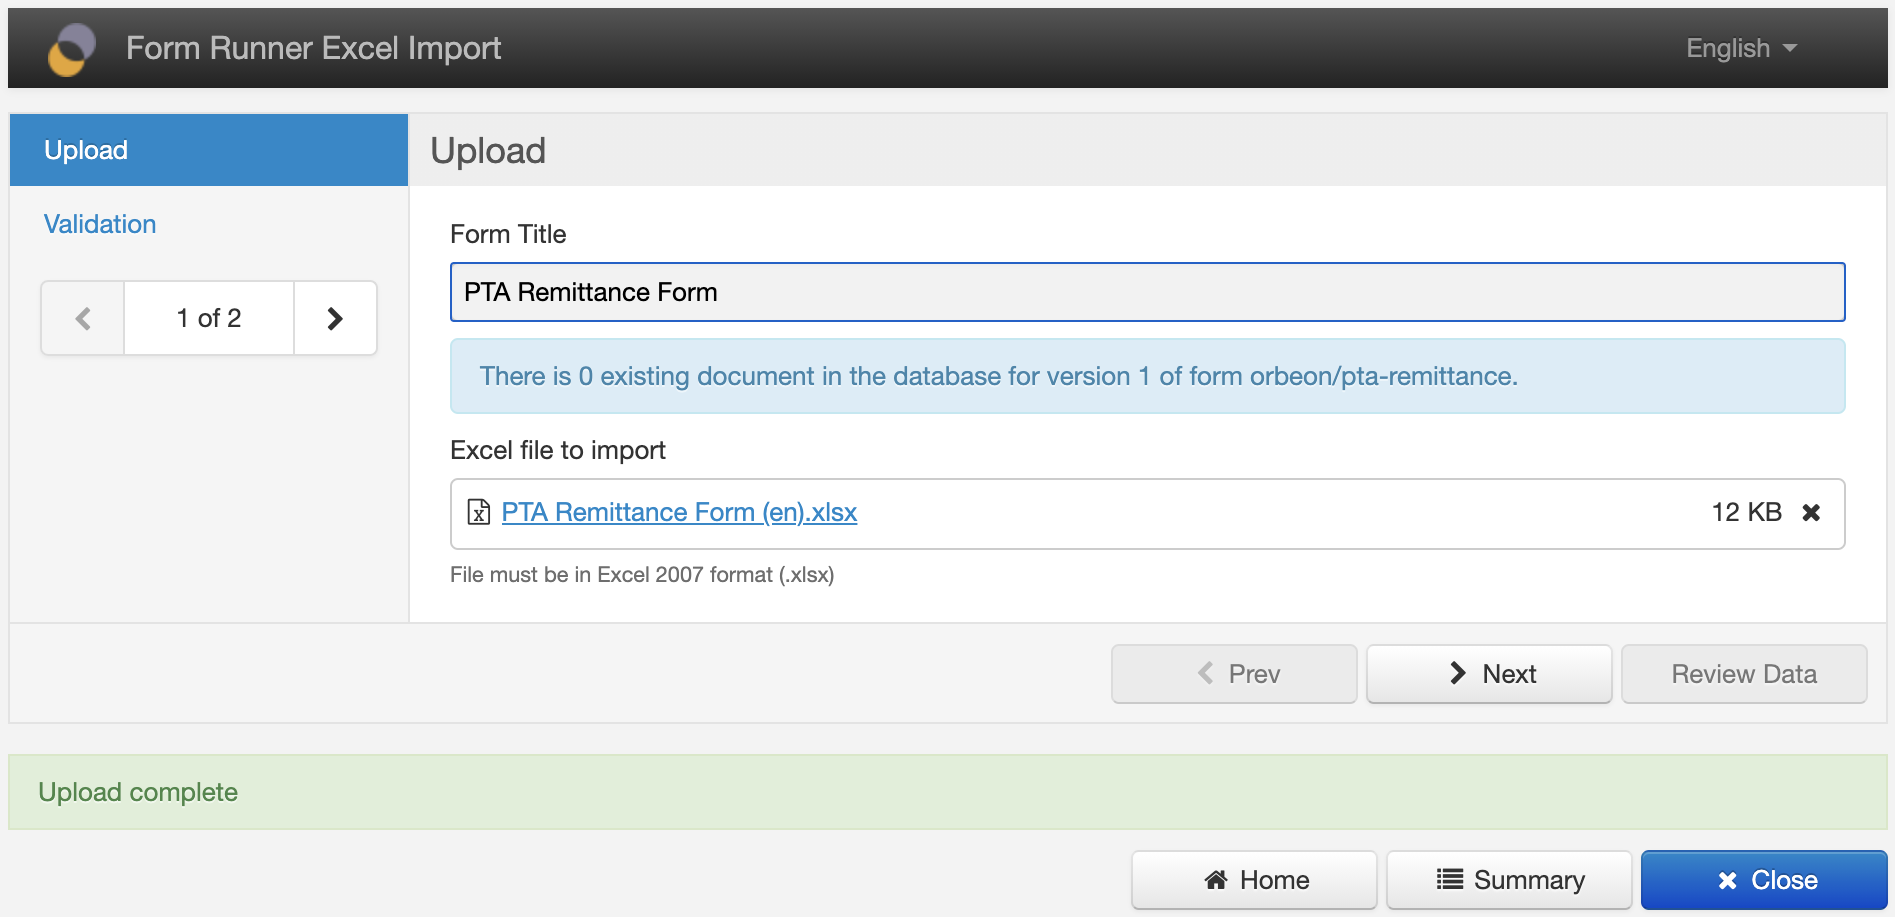 Form Runner Excel Import
English
Upload
Validation
1 of 2
Upload
Form Title
PTA Remittance Form
There is 0 existing document in the database for version 1 of form orbeon/pta-remittance.
Excel file to import
PTA Remittance Form (en).xlsx
12 KB
File must be in Excel 2007 format (.xlsx)
Prev
Next
Review Data
Upload complete
Home
Summary
Close